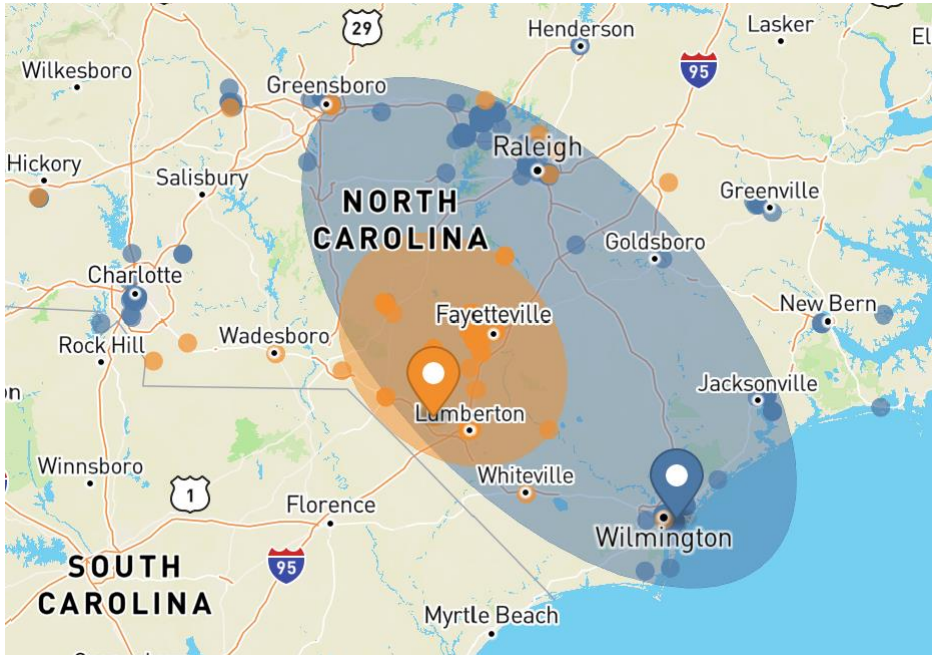 29
Henderson
Lasker
El
95
Wilkesboro
Greensboro
Raleigh
Hickory
Salisbury
NORTH
CAROLINA
Greenville
Goldsboro
Charlotte
New Bern
Fayetteville
Wadesboro
Rock Hill
Jacksonville
on
Lumberton
Winnsboro
Whiteville
1
Florence
Wilmington
95
SOUTH
CAROLINA
Myrtle Beach